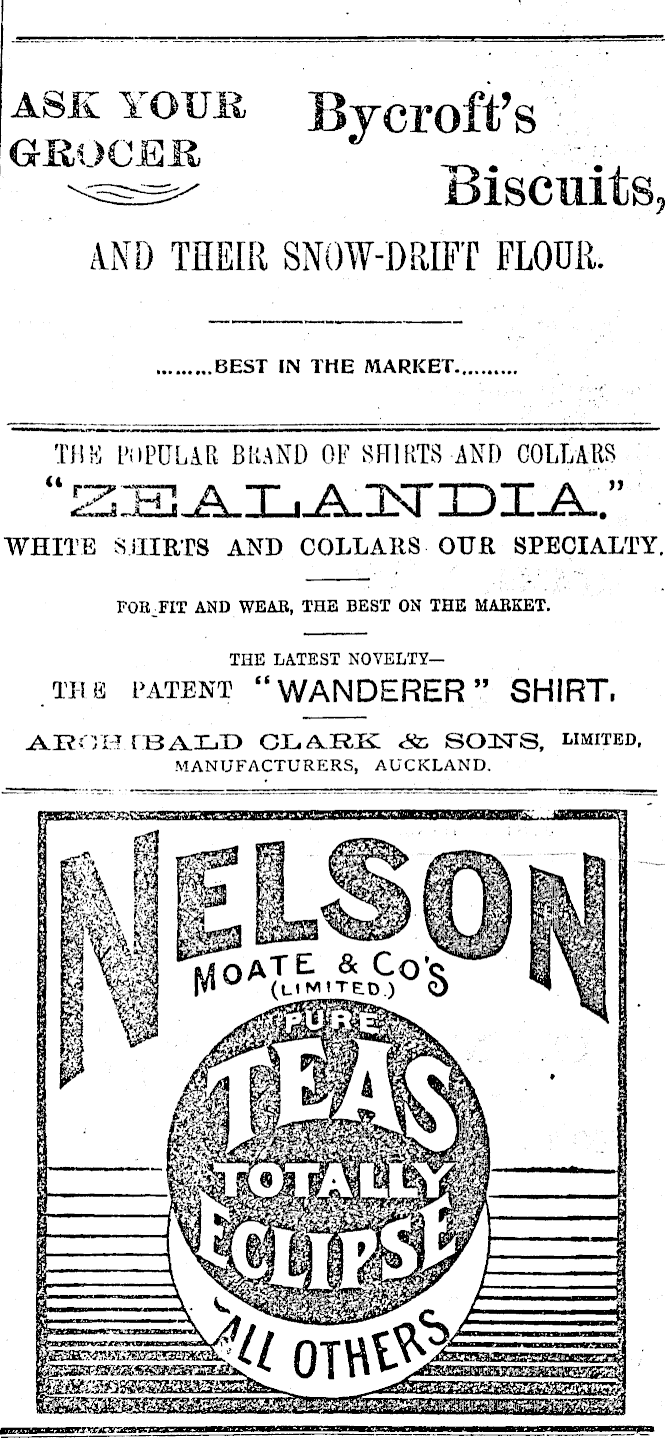 ASK YOUR
GROCER
Bycroft's
Biscuits,
AND THEIR SNOW-DRIFT FLOUR.
.........BEST IN THE MARKET..........
THE POPULAR BRAND OF SHIRTS AND COLLARS
"ZEALANDIA."
WHITE SHIRTS AND COLLARS OUR SPECIALTY.
FOR FIT AND WEAR, THE BEST ON THE MARKET.
THE LATEST NOVELTY—
THE PATENT "WANDERER" SHIRT.
ARCHIBALD CLARK & SONS, LIMITED,
MANUFACTURERS, AUCKLAND.
NELSON
MOATE & CO'S
(LIMITED.)
PURE
TEAS
TOTALLY
ECLIPSE
ALL OTHERS